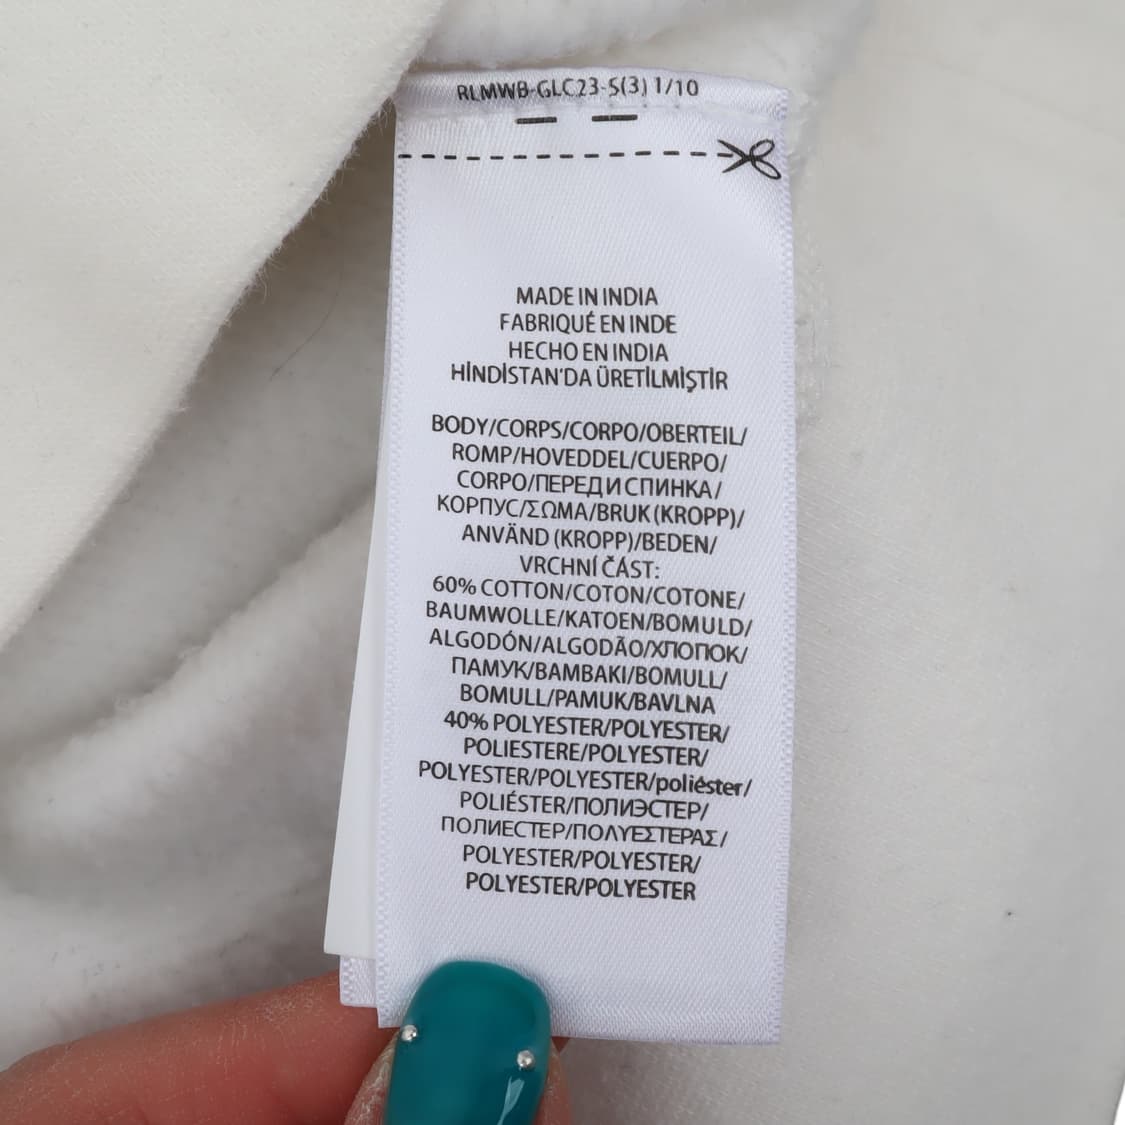 RLMWB-GLC23-S(3) 1/10
MADE IN INDIA
FABRIQUÉ EN INDE
HECHO EN INDIA
HİNDİSTAN'DA ÜRETİLMİŞTİR
BODY/CORPS/CORPO/OBERTEIL/
ROMP/HOVEDDEL/CUERPO/
CORPO/ПЕРЕД И СПИНКА/
КОРПУС/ΣΩΜΑ/BRUK (KROPP)/
ANVÄND (KROPP)/BEDEN/
VRCHNÍ ČÁST:
60% COTTON/COTON/COTONE/
BAUMWOLLE/KATOEN/BOMULD/
ALGODÓN/ALGODÃO/ХЛОПОК/
ПАМУК/BAMBAKI/BOMULL/
BOMULL/PAMUK/BAVLNA
40% POLYESTER/POLYESTER/
POLIESTERE/POLYESTER/
POLYESTER/POLYESTER/poliéster/
POLIÉSTER/ПОЛИЭСТЕР/
ПОЛИЕСТЕР/ΠΟΛΥΕΣΤΕΡΑΣ/
POLYESTER/POLYESTER/
POLYESTER/POLYESTER